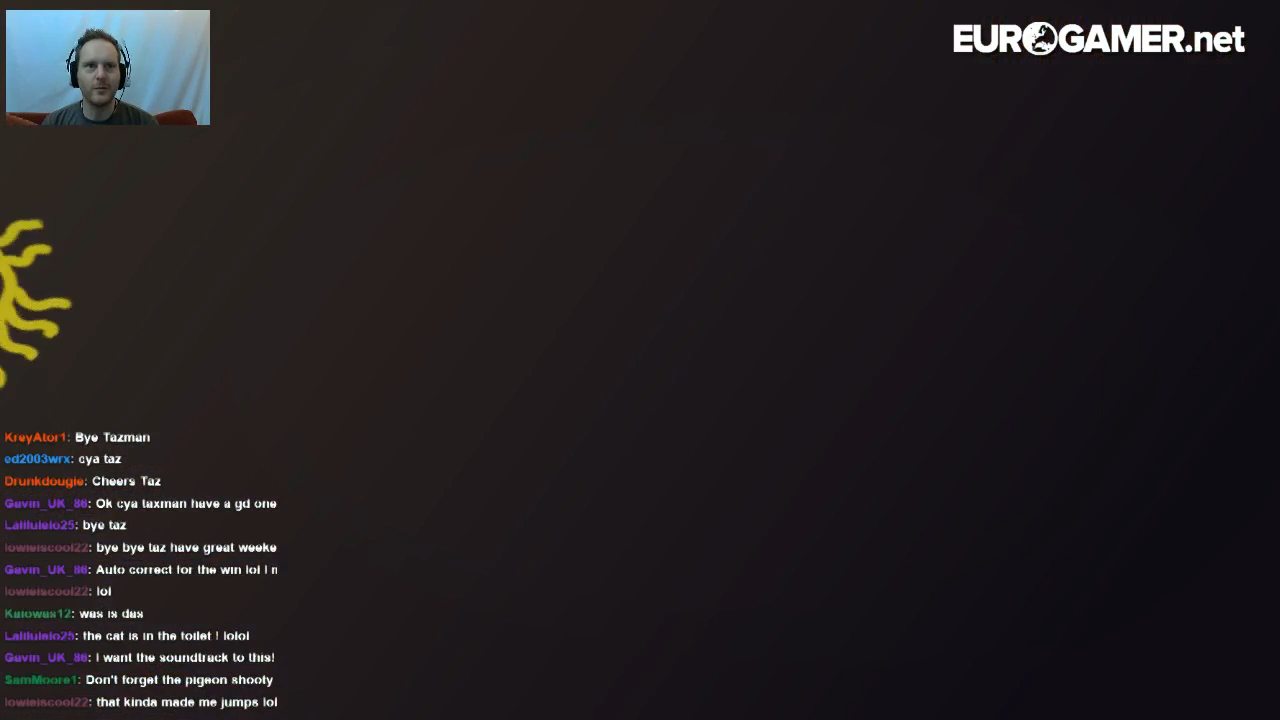 EUROGAMER.net
KreyAtor1: Bye Tazman
ed2003wrx: cya taz
Drunkdougie: Cheers Taz
Gavin_UK_86: Ok cya taxman have a gd one
LaliluleIo25: bye taz
lowieiscool22: bye bye taz have great weeke
Gavin_UK_86: Auto correct for the win lol I n
lowieiscool22: lol
Kaiowas12: was is das
LaliluleIo25: the cat is in the toilet ! lolol
Gavin_UK_86: I want the soundtrack to this!
SamMoore1: Don't forget the pigeon shooty
lowieiscool22: that kinda made me jumps lol